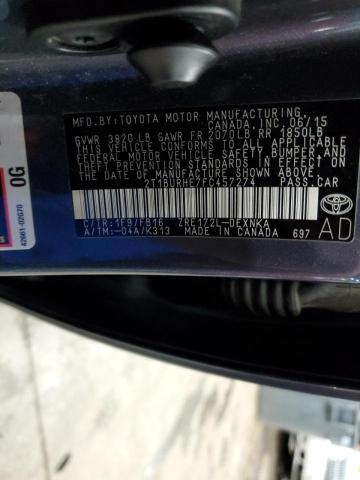 MFD.BY:TOYOTA MOTOR MANUFACTURING
CANADA INC. 06/15
GVWR 3820 LB GAWR FR 2020LB RR 1850LB
THIS VEHICLE CONFORMS TO ALL APPLICABLE
FEDERAL MOTOR VEHICLE SAFETY, BUMPER, AND
THEFT PREVENTION STANDARDS IN EFFECT ON
THE DATE OF MANUFACTURE SHOWN ABOVE.
2T1BURHE7FC457274 PASS.CAR
C/TR:1F9/FB16 ZRE172L-DEXNKA
A/TM:-04A/K313 MADE IN CANADA 697
AD
TOYOTA
0G
42661-02670